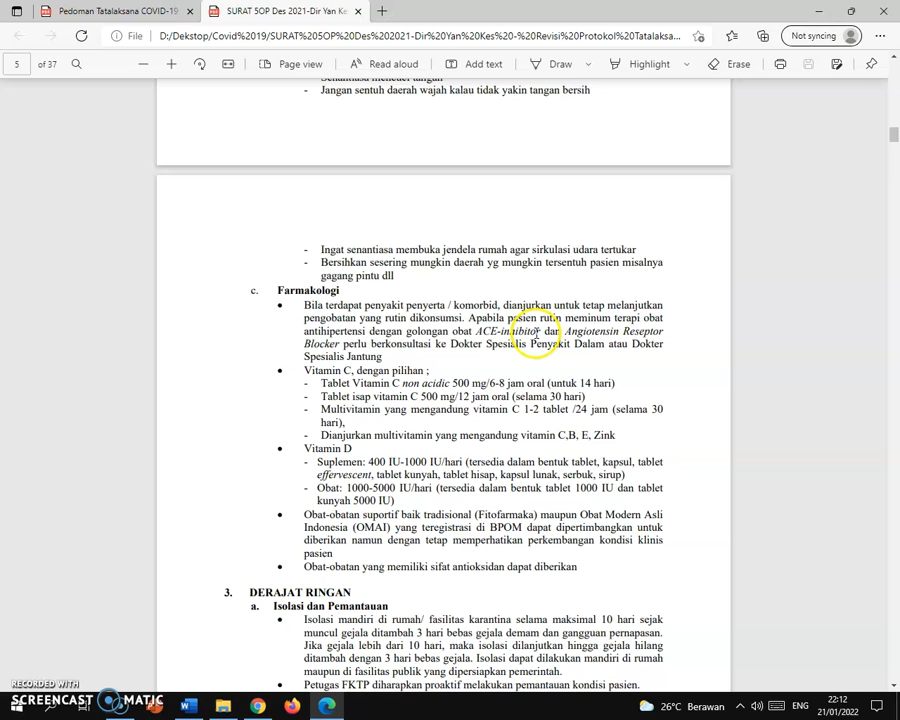 Pedoman Tatalaksana COVID-19
SURAT 5OP Des 2021-Dir Yan Ke
File
D:/Dekstop/Covid%2019/SURAT%205OP%20Des%202021-Dir%20Yan%20Kes%20-%20Revisi%20Protokol%20Tatalaksa...
Not syncing
5 of 37
Page view
Read aloud
Add text
Draw
Highlight
Erase
- Jangan sentuh daerah wajah kalau tidak yakin tangan bersih
- Ingat senantiasa membuka jendela rumah agar sirkulasi udara tertukar
- Bersihkan sesering mungkin daerah yg mungkin tersentuh pasien misalnya
gagang pintu dll
c. Farmakologi
• Bila terdapat penyakit penyerta / komorbid, dianjurkan untuk tetap melanjutkan
pengobatan yang rutin dikonsumsi. Apabila pasien rutin meminum terapi obat
antihipertensi dengan golongan obat ACE-inhibitor dan Angiotensin Reseptor
Blocker perlu berkonsultasi ke Dokter Spesialis Penyakit Dalam atau Dokter
Spesialis Jantung
• Vitamin C, dengan pilihan ;
- Tablet Vitamin C non acidic 500 mg/6-8 jam oral (untuk 14 hari)
- Tablet isap vitamin C 500 mg/12 jam oral (selama 30 hari)
- Multivitamin yang mengandung vitamin C 1-2 tablet /24 jam (selama 30
hari),
- Dianjurkan multivitamin yang mengandung vitamin C,B, E, Zink
• Vitamin D
- Suplemen: 400 IU-1000 IU/hari (tersedia dalam bentuk tablet, kapsul, tablet
effervescent, tablet kunyah, tablet hisap, kapsul lunak, serbuk, sirup)
- Obat: 1000-5000 IU/hari (tersedia dalam bentuk tablet 1000 IU dan tablet
kunyah 5000 IU)
• Obat-obatan suportif baik tradisional (Fitofarmaka) maupun Obat Modern Asli
Indonesia (OMAI) yang teregistrasi di BPOM dapat dipertimbangkan untuk
diberikan namun dengan tetap memperhatikan perkembangan kondisi klinis
pasien
• Obat-obatan yang memiliki sifat antioksidan dapat diberikan
3. DERAJAT RINGAN
a. Isolasi dan Pemantauan
• Isolasi mandiri di rumah/ fasilitas karantina selama maksimal 10 hari sejak
muncul gejala ditambah 3 hari bebas gejala demam dan gangguan pernapasan.
Jika gejala lebih dari 10 hari, maka isolasi dilanjutkan hingga gejala hilang
ditambah dengan 3 hari bebas gejala. Isolasi dapat dilakukan mandiri di rumah
maupun di fasilitas publik yang dipersiapkan pemerintah.
• Petugas FKTP diharapkan proaktif melakukan pemantauan kondisi pasien.
RECORDED WITH
SCREENCAST MATIC
26°C Berawan
ENG
22:12
21/01/2022